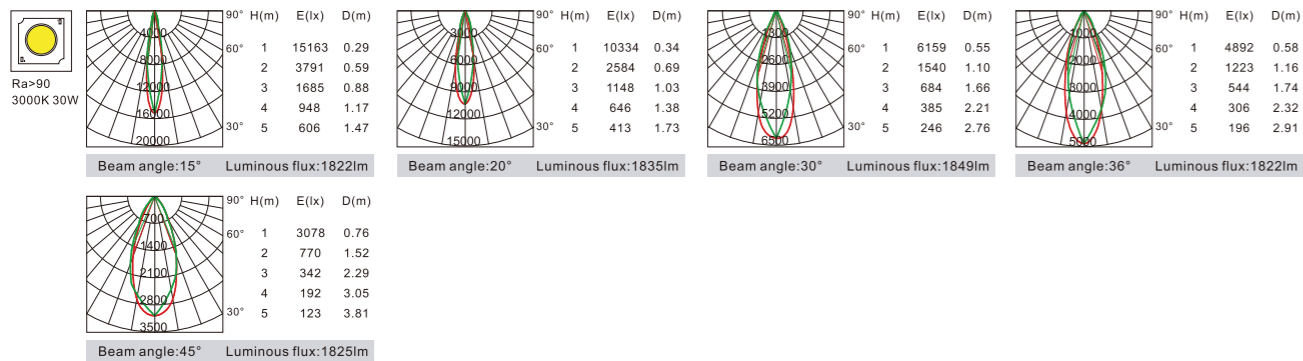 Ra>90
3000K 30W
4000
8000
12000
16000
20000
90°
60°
30°
H(m) E(lx) D(m)
1 15163 0.29
2 3791 0.59
3 1685 0.88
4 948 1.17
5 606 1.47
Beam angle:15° Luminous flux:1822lm
3000
6000
9000
12000
15000
90°
60°
30°
H(m) E(lx) D(m)
1 10334 0.34
2 2584 0.69
3 1148 1.03
4 646 1.38
5 413 1.73
Beam angle:20° Luminous flux:1835lm
1300
2600
3900
5200
6500
90°
60°
30°
H(m) E(lx) D(m)
1 6159 0.55
2 1540 1.10
3 684 1.66
4 385 2.21
5 246 2.76
Beam angle:30° Luminous flux:1849lm
1000
2000
3000
4000
5000
90°
60°
30°
H(m) E(lx) D(m)
1 4892 0.58
2 1223 1.16
3 544 1.74
4 306 2.32
5 196 2.91
Beam angle:36° Luminous flux:1822lm
700
1400
2100
2800
3500
90°
60°
30°
H(m) E(lx) D(m)
1 3078 0.76
2 770 1.52
3 342 2.29
4 192 3.05
5 123 3.81
Beam angle:45° Luminous flux:1825lm